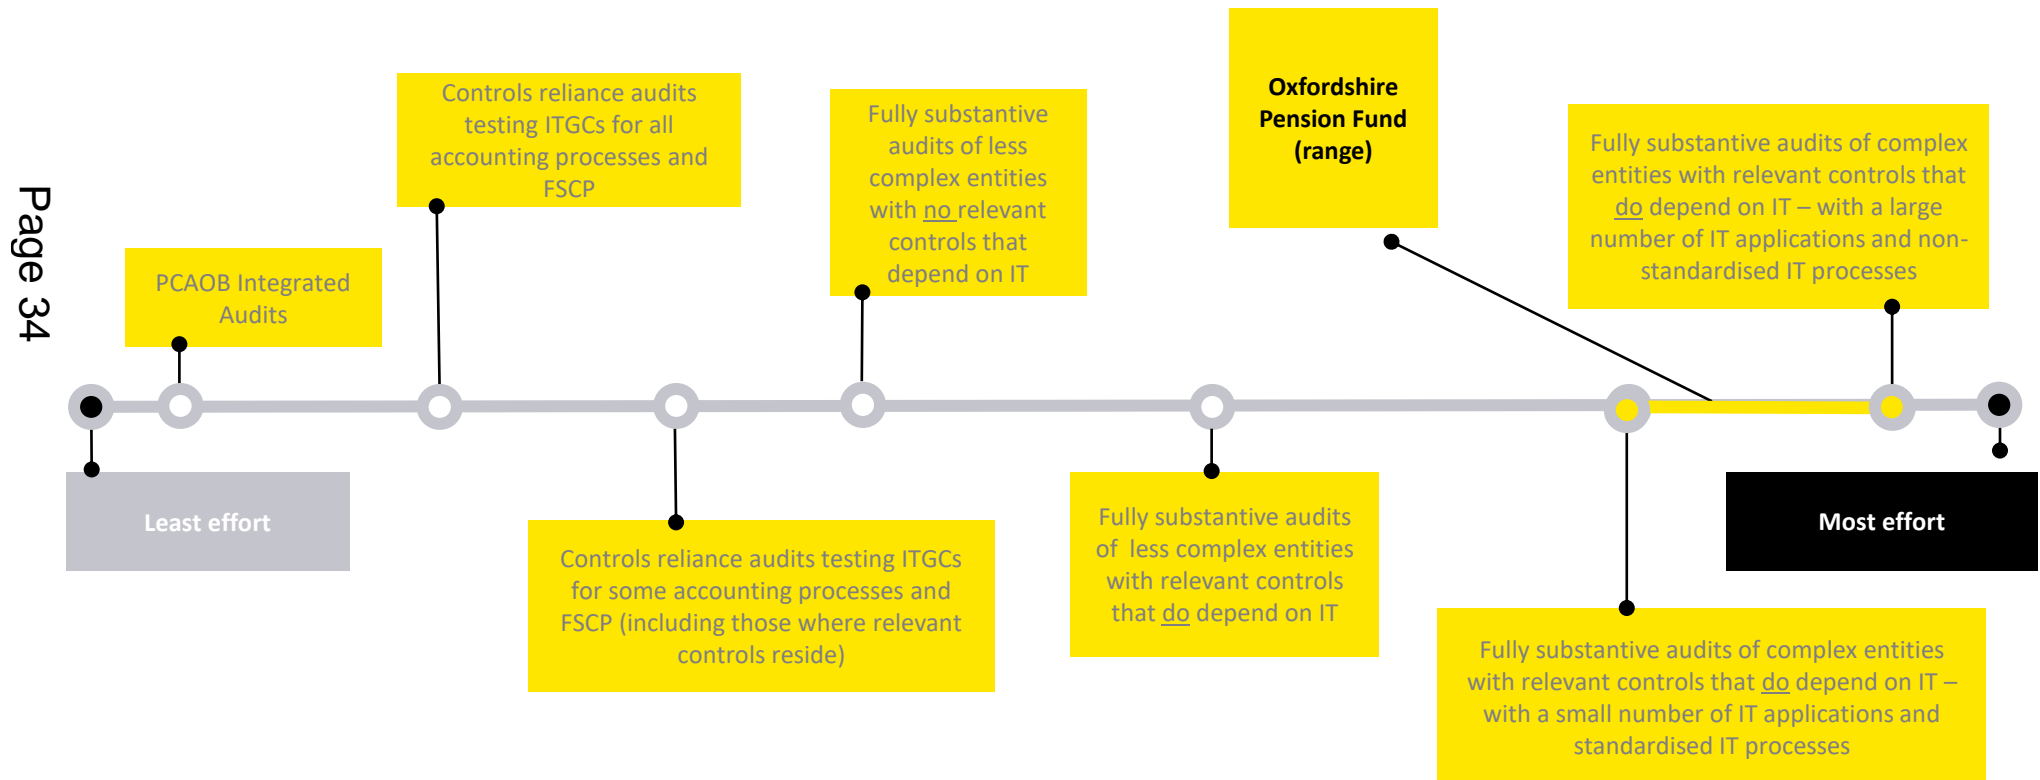 Page 34
PCAOB Integrated
Audits
Controls reliance audits
testing ITGCs for all
accounting processes and
FSCP
Fully substantive
audits of less
complex entities
with no relevant
controls that
depend on IT
Oxfordshire
Pension Fund
(range)
Fully substantive audits of complex
entities with relevant controls that
do depend on IT – with a large
number of IT applications and non-
standardised IT processes
Least effort
Controls reliance audits testing ITGCs
for some accounting processes and
FSCP (including those where relevant
controls reside)
Fully substantive audits
of less complex entities
with relevant controls
that do depend on IT
Most effort
Fully substantive audits of complex entities
with relevant controls that do depend on IT –
with a small number of IT applications and
standardised IT processes